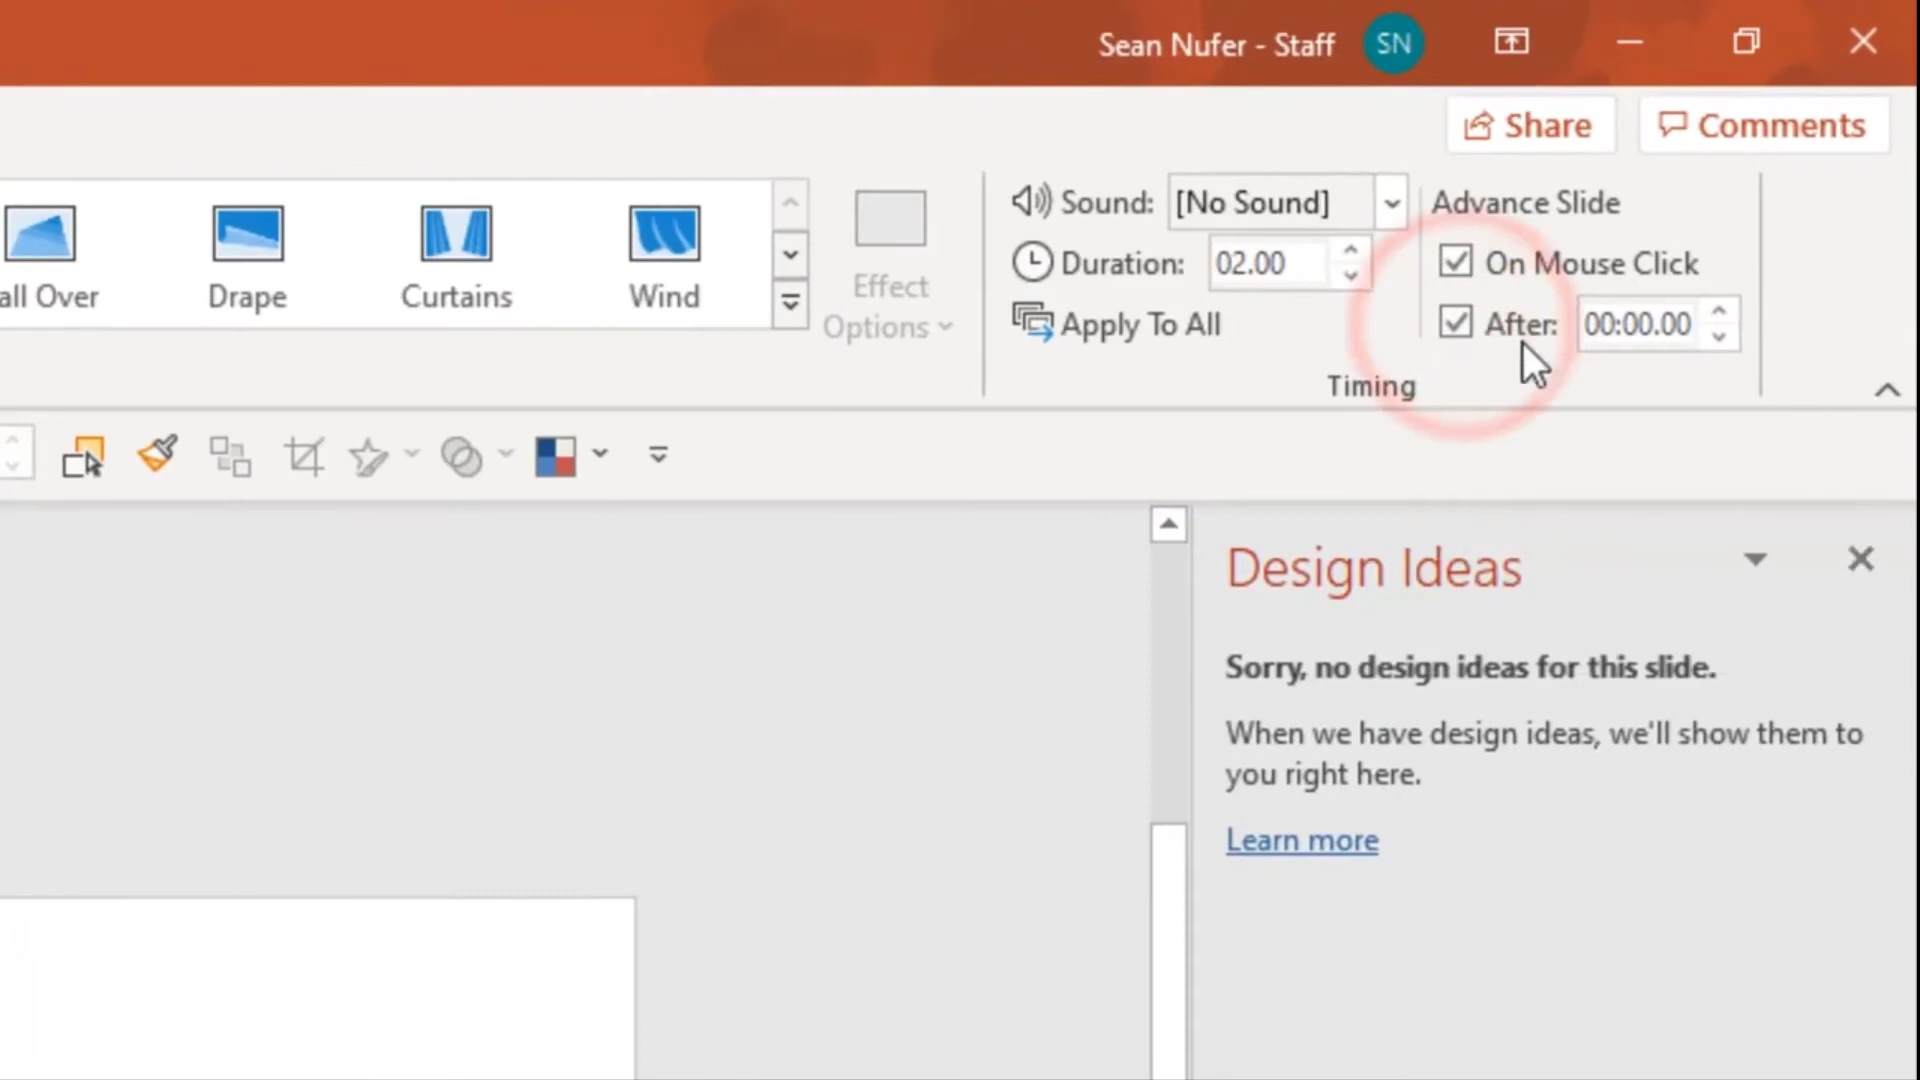 Sean Nufer - Staff SN
Share Comments
Sound: [No Sound] Advance Slide
Duration: 02.00 On Mouse Click
all Over Drape Curtains Wind Effect
Options
Apply To All After: 00:00.00
Timing
Design Ideas
Sorry, no design ideas for this slide.
When we have design ideas, we'll show them to
you right here.
Learn more